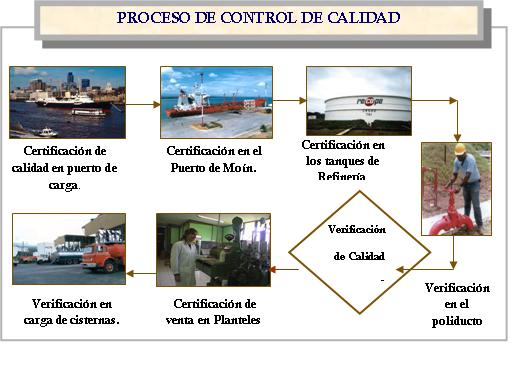 PROCESO DE CONTROL DE CALIDAD
Certificación de
calidad en puerto de
carga.
Certificación en el
Puerto de Moín.
recope
Certificación en
los tanques de
Refinería
Verificación
de Calidad
Verificación
en el
poliducto
Certificación de
venta en Planteles
Verificación en
carga de cisternas.